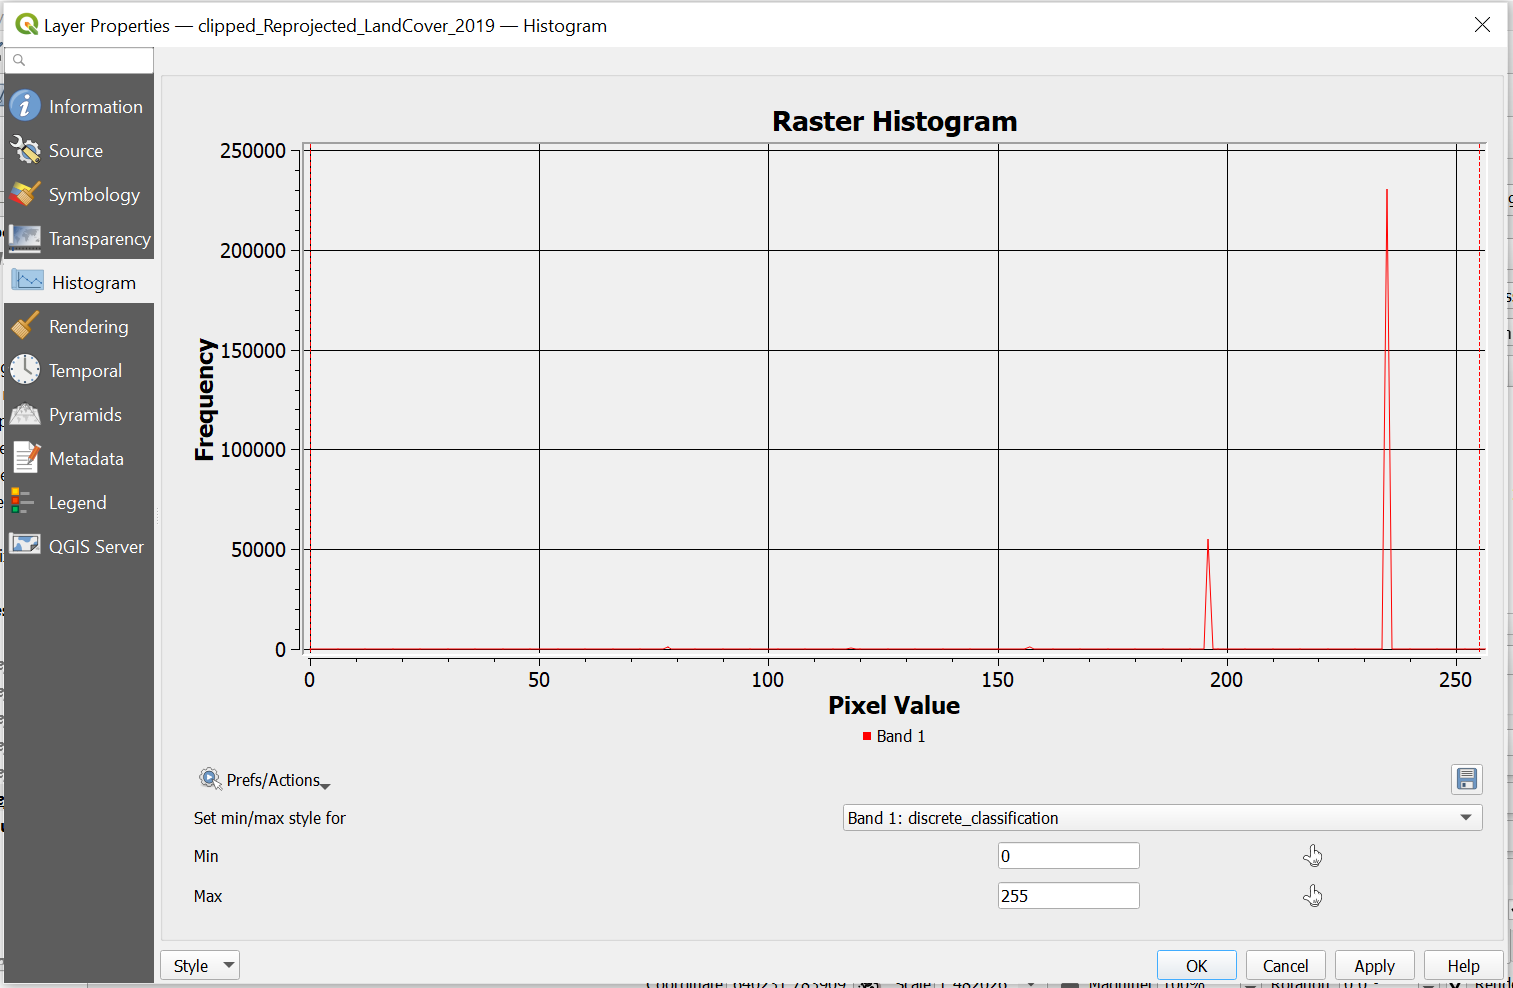 Layer Properties — clipped_Reprojected_LandCover_2019 — Histogram
Information
Source
Symbology
Transparency
Histogram
Rendering
Temporal
Pyramids
Metadata
Legend
QGIS Server
Raster Histogram
250000
200000
150000
100000
50000
0
Frequency
0 50 100 150 200 250
Pixel Value
Band 1
Prefs/Actions
Set min/max style for
Band 1: discrete_classification
Min
0
Max
255
Style
OK
Cancel
Apply
Help